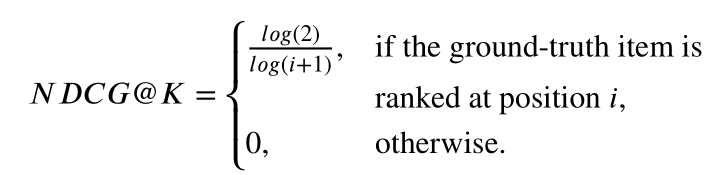 NDCG@K = { log(2) / log(i+1) , if the ground-truth item is
ranked at position i,
0, otherwise.